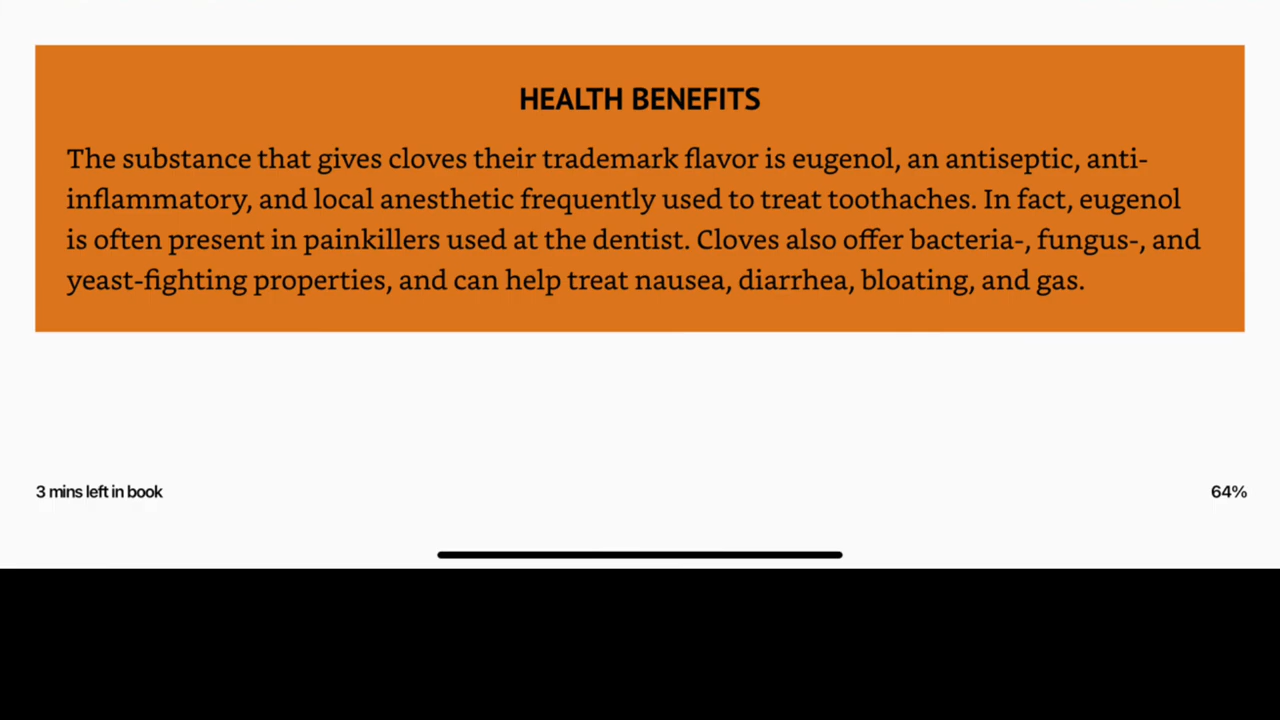 HEALTH BENEFITS
The substance that gives cloves their trademark flavor is eugenol, an antiseptic, anti-
inflammatory, and local anesthetic frequently used to treat toothaches. In fact, eugenol
is often present in painkillers used at the dentist. Cloves also offer bacteria-, fungus-, and
yeast-fighting properties, and can help treat nausea, diarrhea, bloating, and gas.
3 mins left in book
64%